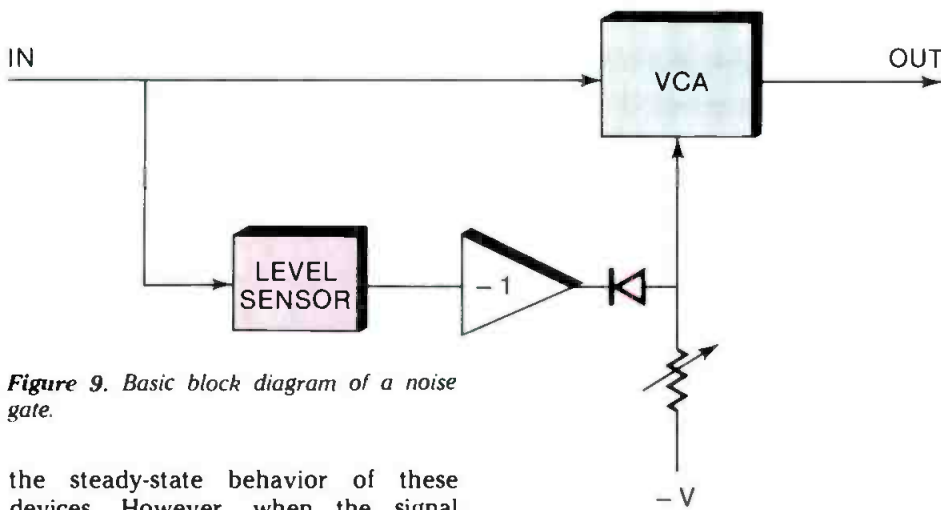 IN
VCA
OUT
LEVEL
SENSOR
– 1
Figure 9. Basic block diagram of a noise
gate.
– V
the steady-state behavior of these
devices. However, when the signal